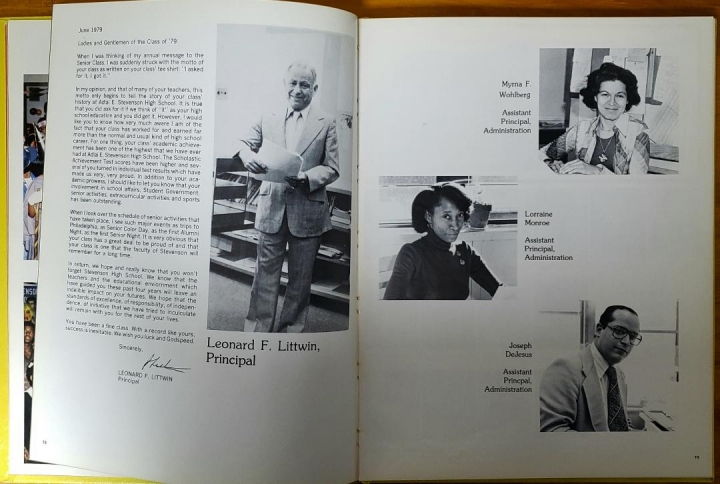 June 1979
Ladies and Gentlemen of the Class of '79:
When I was thinking of my annual message to the
Senior Class, I was suddenly struck with the motto of
your class as written on your class' tee shirt: "I asked
for it, I got it."
In my opinion, and that of many of your teachers, this
motto only begins to tell the story of your class'
history at Adlai E. Stevenson High School. It is true
that you did ask for it if we think of "it" as your high
school education and you did get it. However, I would
like you to know how very much aware I am of the
fact that your class has worked for and earned far
more than the normal and usual kind of high school
career. For one thing, your class' academic achieve-
ment has been one of the highest that we have ever
had at Adlai E. Stevenson High School. The Scholastic
Achievement Test scores have been higher and sev-
eral of you turned in individual test results which have
made us very, very proud. In addition to your aca-
demic prowess, I should like to let you know that your
involvement in school affairs, Student Government,
senior activities, extracurricular activities and sports
has been outstanding.
When I look over the schedule of senior activities that
have taken place, I see such major events as trips to
Philadelphia, as Senior Color Day, as the first Alumni
Night, as the first Senior Night. It is very obvious that
your class has a great deal to be proud of and that
your class is one that the faculty of Stevenson will
remember for a long time.
In return, we hope and really know that you won't
forget Stevenson High School. We know that the
teachers and the educational environment which
have guided you these past four years will leave an
indelible impact on your futures. We hope that the
standards of excellence, of responsibility, of indepen-
dence, of initiative that we have tried to inculculate
will remain with you for the rest of your lives.
You have been a fine class. With a record like yours,
success is inevitable. We wish you luck and Godspeed.
Sincerely,
LEONARD F. LITTWIN
Principal
Leonard F. Littwin,
Principal
Myrna F.
Wohlberg
Assistant
Principal,
Administration
Lorraine
Monroe
Assistant
Principal,
Administration
Joseph
DeJesus
Assistant
Princpal,
Administration